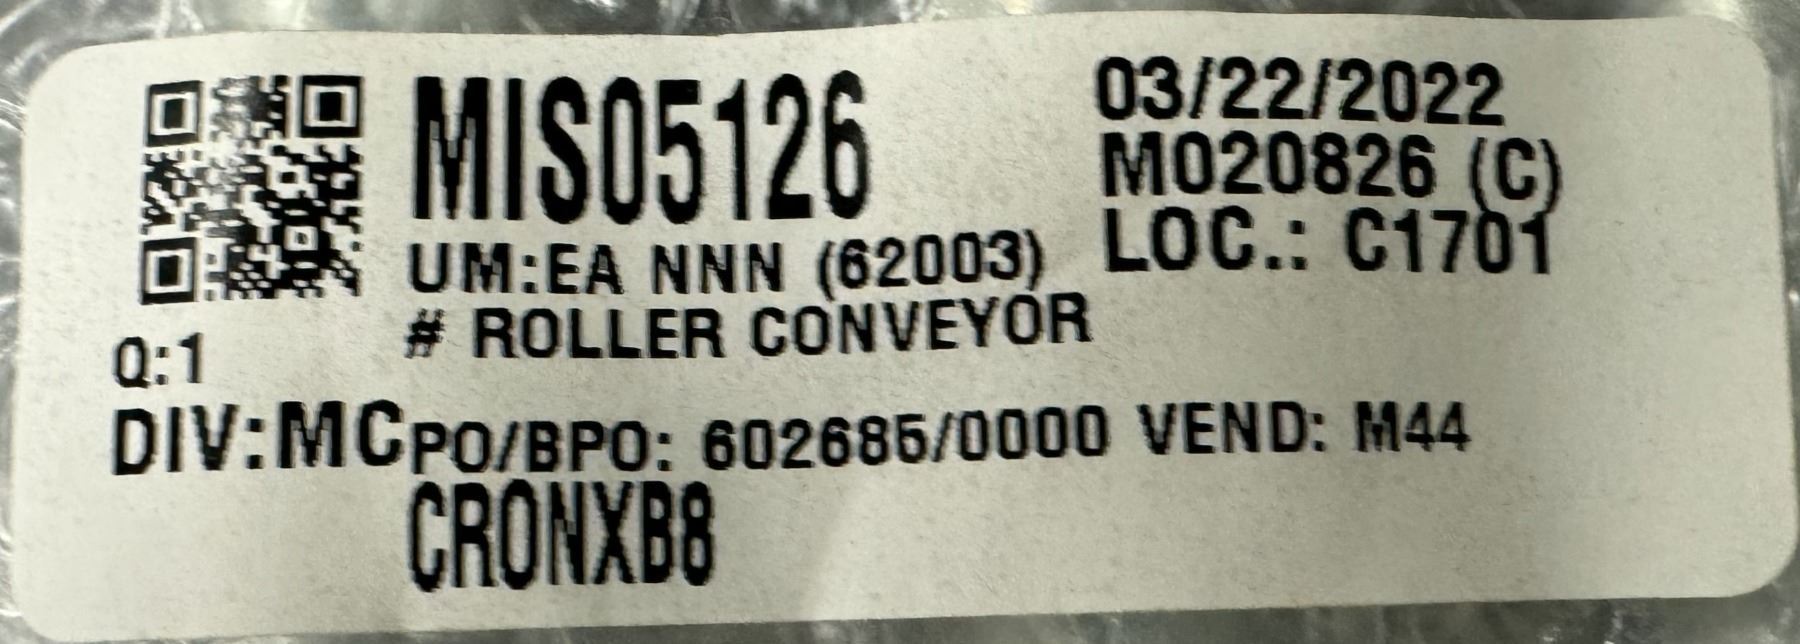 MIS05126
03/22/2022
M020826 (C)
LOC.: C1701
UM:EA NNN (62003)
# ROLLER CONVEYOR
Q:1
DIV:MC PO/BPO: 602685/0000 VEND: M44
CRONXB8